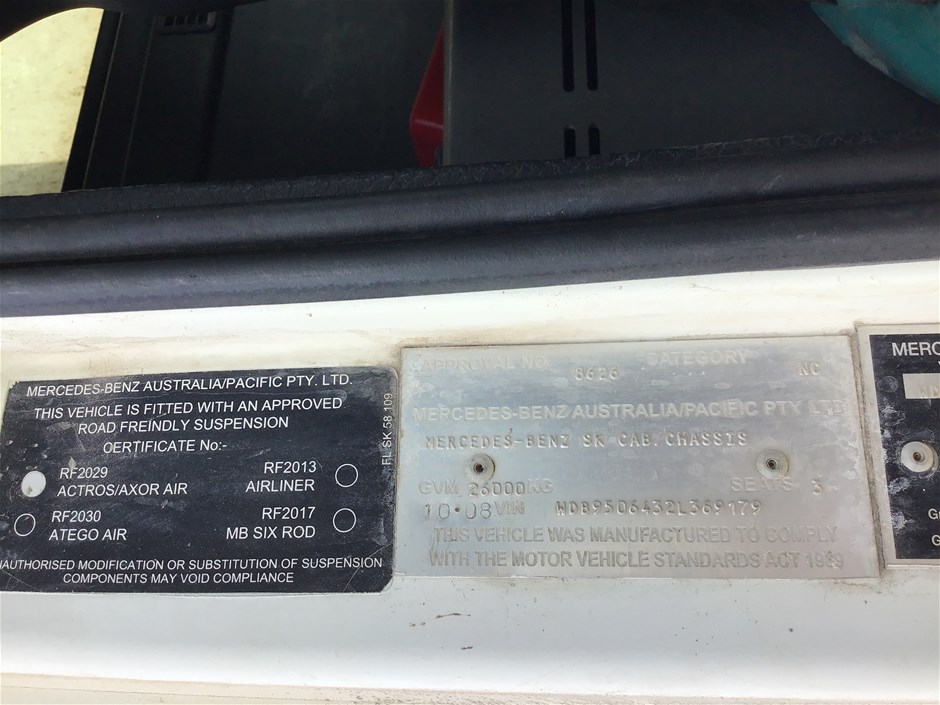 MERCEDES-BENZ AUSTRALIA/PACIFIC PTY. LTD.
THIS VEHICLE IS FITTED WITH AN APPROVED
ROAD FREINDLY SUSPENSION
CERTIFICATE No:-
RF2029
ACTROS/AXOR AIR
RF2013
AIRLINER
RF2030
ATEGO AIR
RF2017
MB SIX ROD
AUTHORISED MODIFICATION OR SUBSTITUTION OF SUSPENSION
COMPONENTS MAY VOID COMPLIANCE
FL SK 58.109
APPROVAL NO. 8626 CATEGORY NC
MERCEDES-BENZ AUSTRALIA/PACIFIC PTY LTD
MERCEDES-BENZ SK CAB.CHASSIS
GVM 26000KG SEATS 3
10·08 VIN WDB9506432L369179
THIS VEHICLE WAS MANUFACTURED TO COMPLY
WITH THE MOTOR VEHICLE STANDARDS ACT 1989
MERC